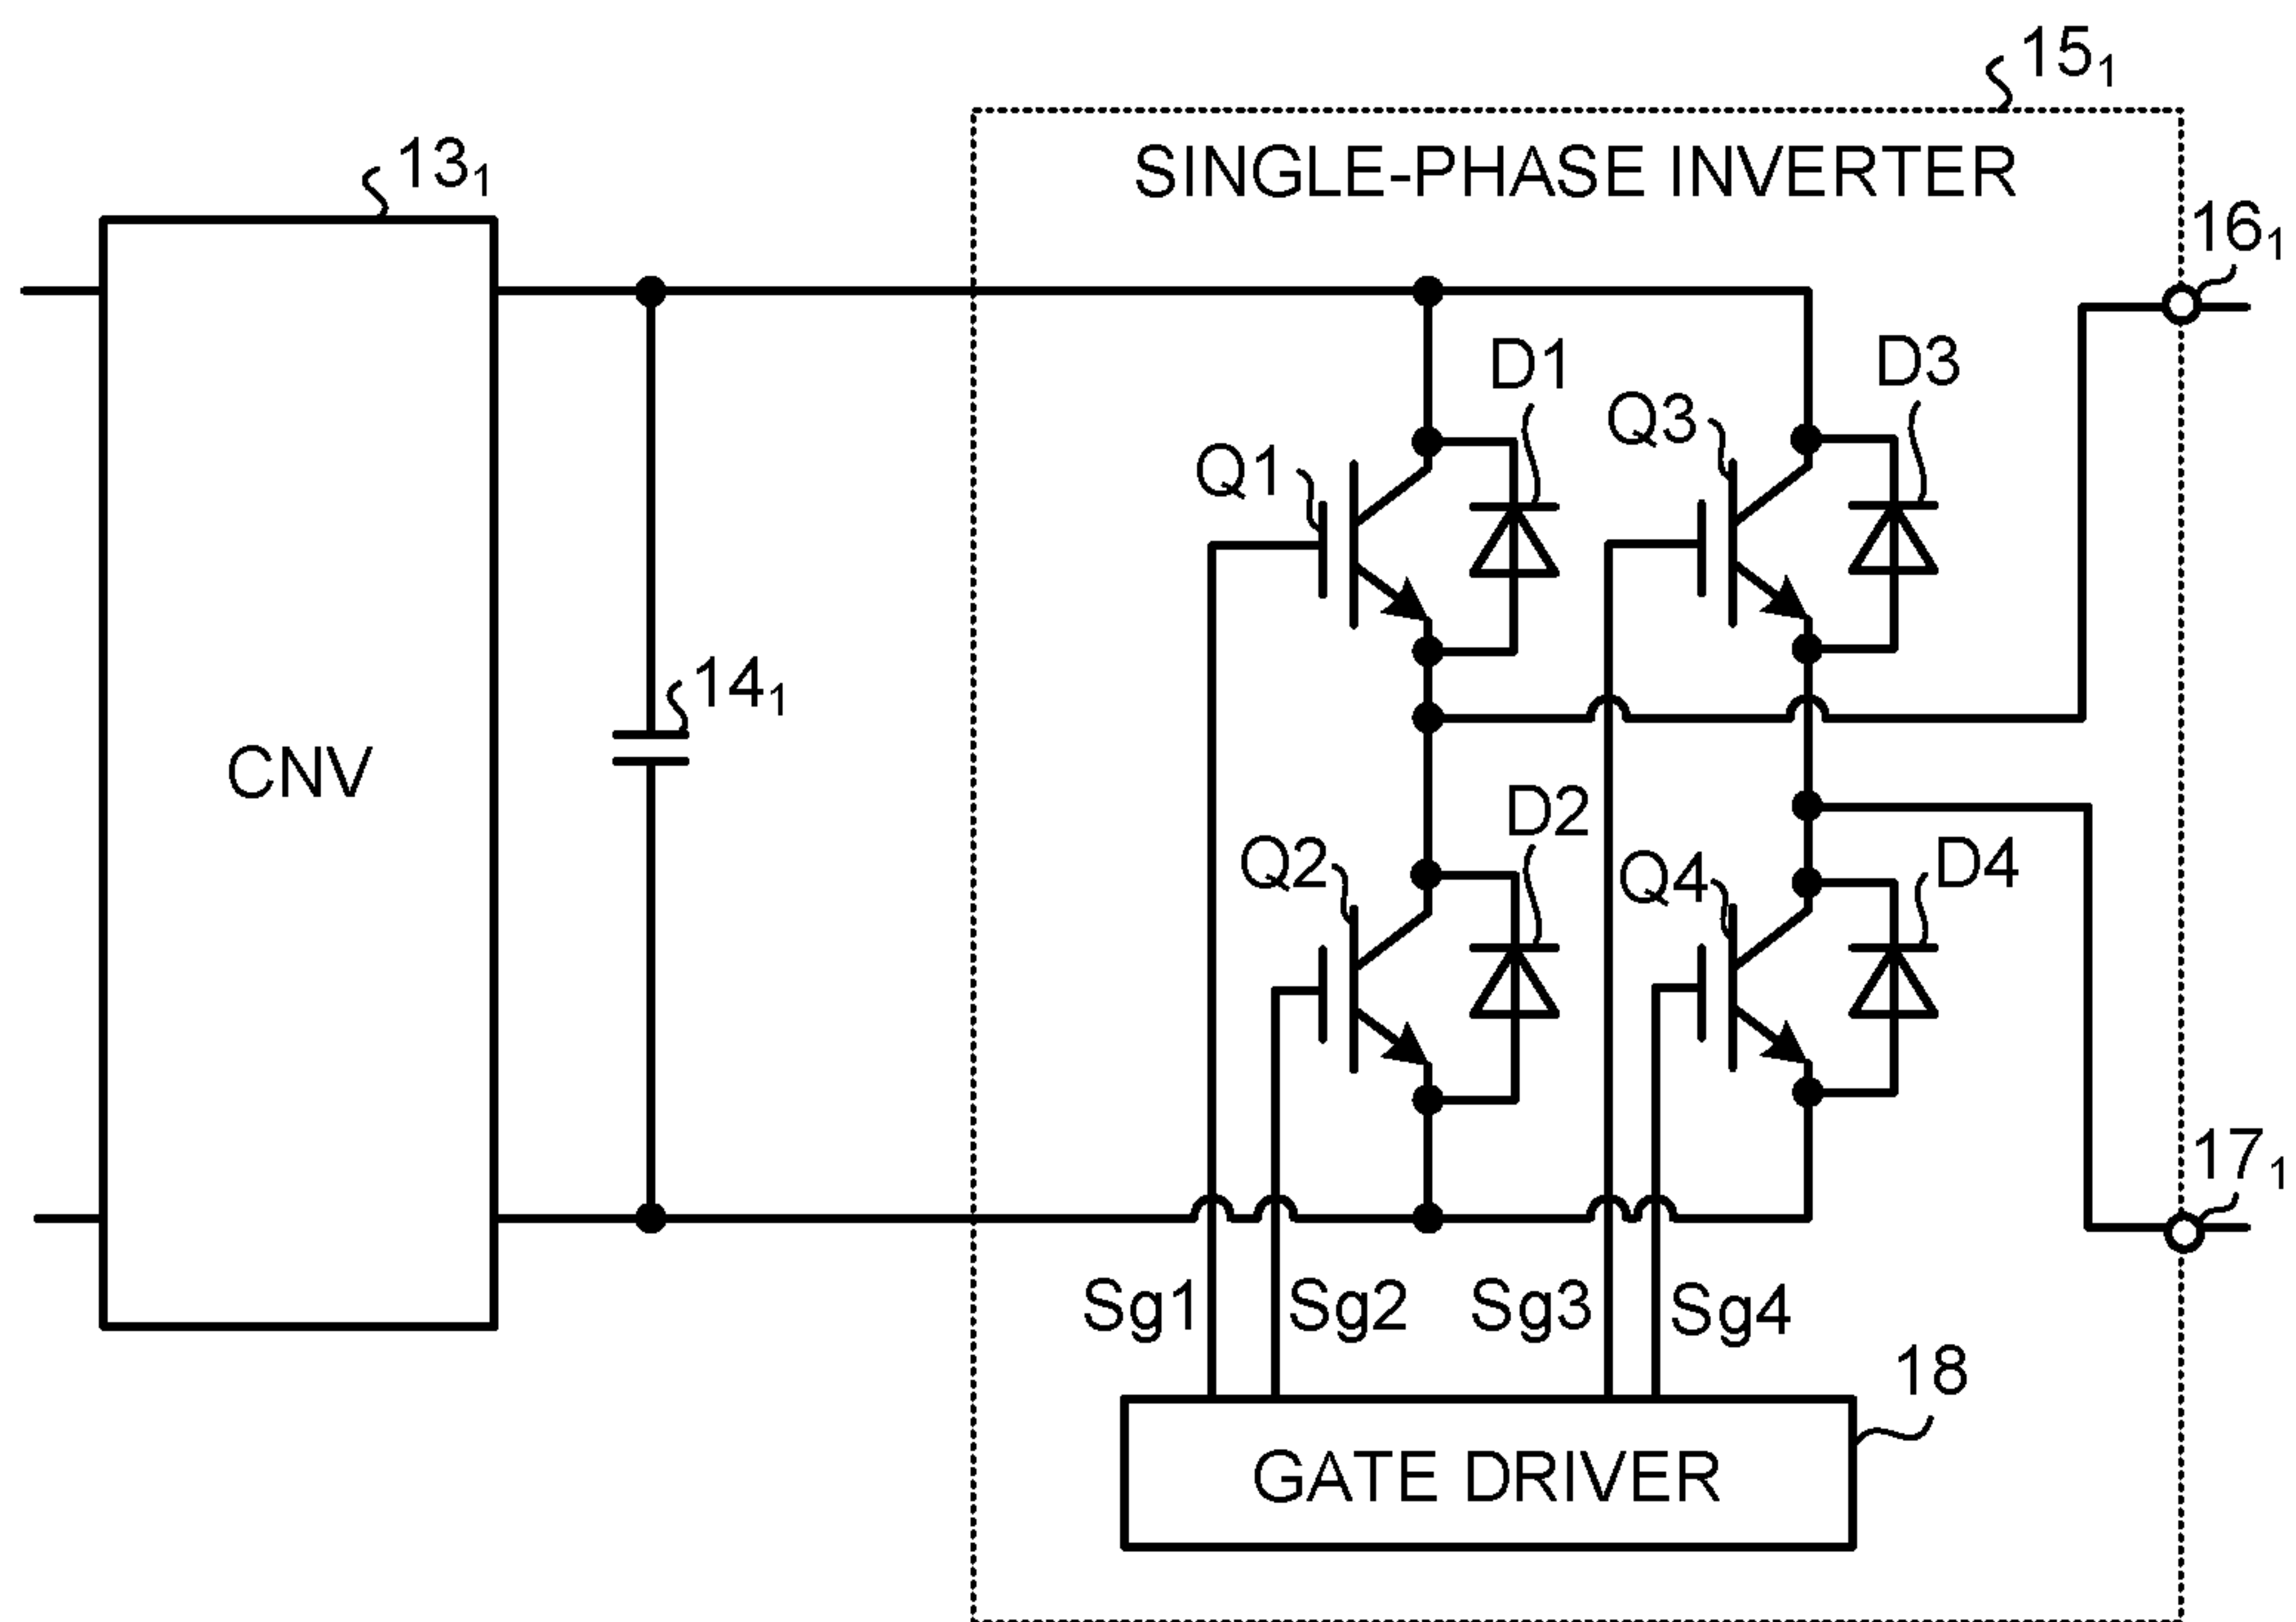 15₁
SINGLE-PHASE INVERTER
13₁
16₁
D1
D3
Q3
Q1
14₁
CNV
D2
Q2
Q4
D4
17₁
Sg1
Sg2
Sg3
Sg4
18
GATE DRIVER